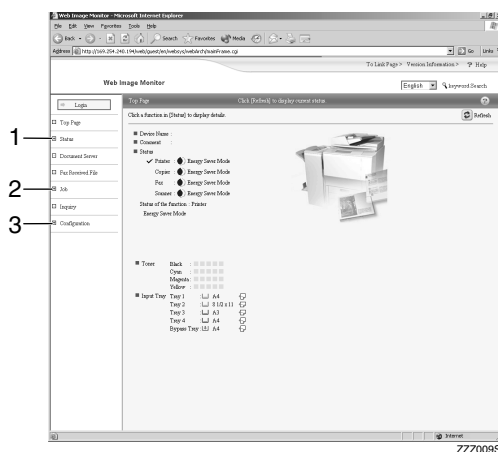 Web Image Monitor - Microsoft Internet Explorer
File Edit View Favorites Tools Help
Back Search Favorites Media
Address http://169.254.240.194/web/guest/en/websys/webArch/mainFrame.cgi Go Links
To Link Page > Version Information > ? Help
Web Image Monitor English Keyword Search
Login
Top Page Click [Refresh] to display current status.
Top Page Click a function in [Status] to display details. Refresh
1 Status
Document Server
Fax Received File
2 Job
Inquiry
3 Configuration
Device Name :
Comment :
Status
Printer : Energy Saver Mode
Copier : Energy Saver Mode
Fax : Energy Saver Mode
Scanner : Energy Saver Mode
Status of the function : Printer
Energy Saver Mode
Toner Black :
Cyan :
Magenta :
Yellow :
Input Tray Tray 1 : A4
Tray 2 : 8 1/2 x 11
Tray 3 : A3
Tray 4 : A4
Bypass Tray : A4
Internet
ZZZ009S